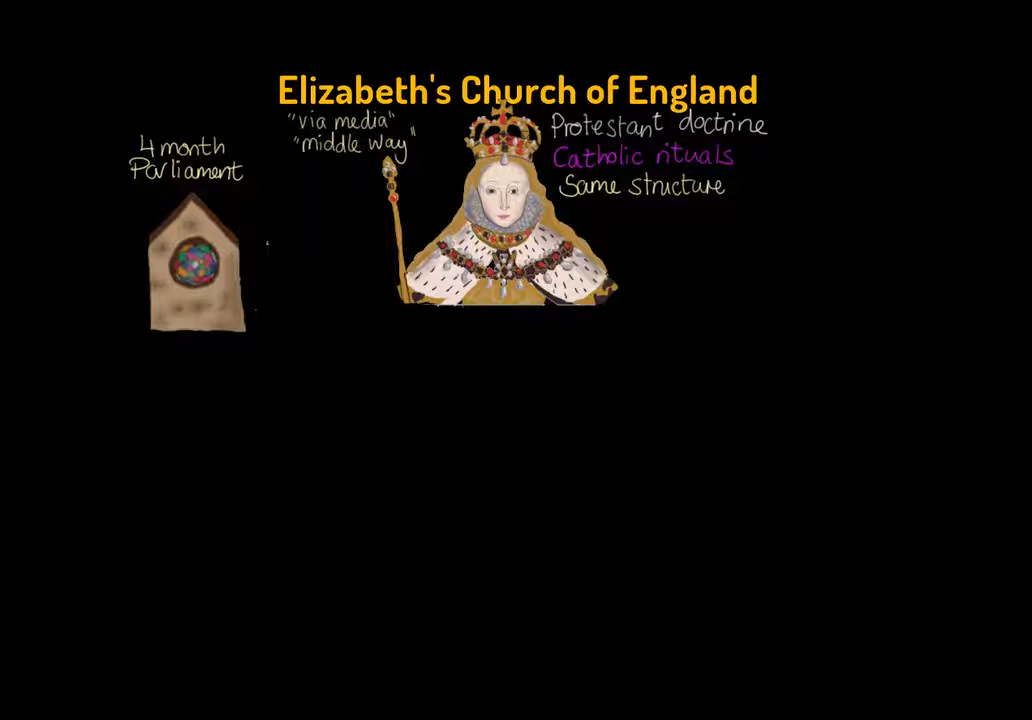 Elizabeth's Church of England
"via media"
"middle way"
Protestant doctrine
Catholic rituals
Same structure
4 month
Parliament